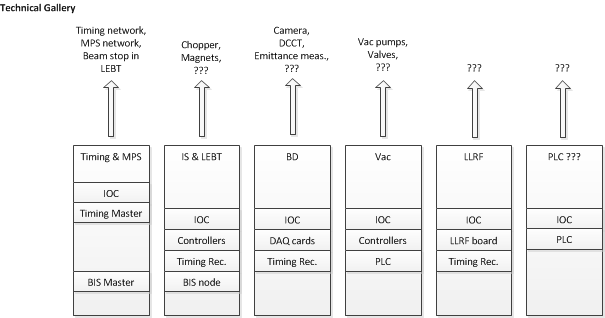 Technical Gallery
Timing network,
MPS network,
Beam stop in
LEBT
Chopper,
Magnets,
???
Camera,
DCCT,
Emittance meas.,
???
Vac pumps,
Valves,
???
???
???
Timing & MPS
IOC
Timing Master
BIS Master
IS & LEBT
IOC
Controllers
Timing Rec.
BIS node
BD
IOC
DAQ cards
Timing Rec.
Vac
IOC
Controllers
PLC
LLRF
IOC
LLRF board
Timing Rec.
PLC ???
IOC
PLC